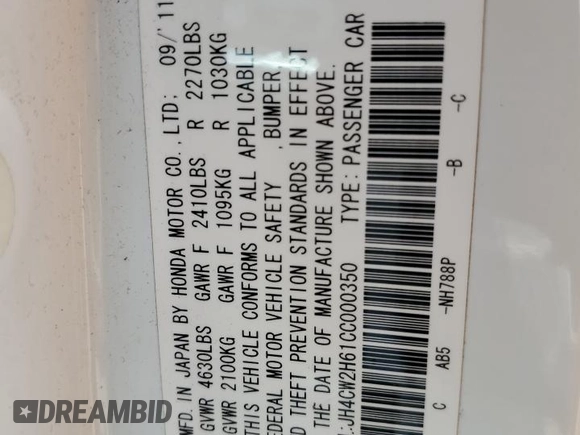 MFD. IN JAPAN BY HONDA MOTOR CO., LTD: 09/'11
GVWR 4630LBS GAWR F 2410LBS R 2270LBS
GVWR 2100KG GAWR F 1095KG R 1030KG
THIS VEHICLE CONFORMS TO ALL APPLICABLE
FEDERAL MOTOR VEHICLE SAFETY , BUMPER,
D THEFT PREVENTION STANDARDS IN EFFECT
THE DATE OF MANUFACTURE SHOWN ABOVE.
:JH4CW2H61CC000350 TYPE: PASSENGER CAR
C AB5 -NH788P -B -C
DREAMBID